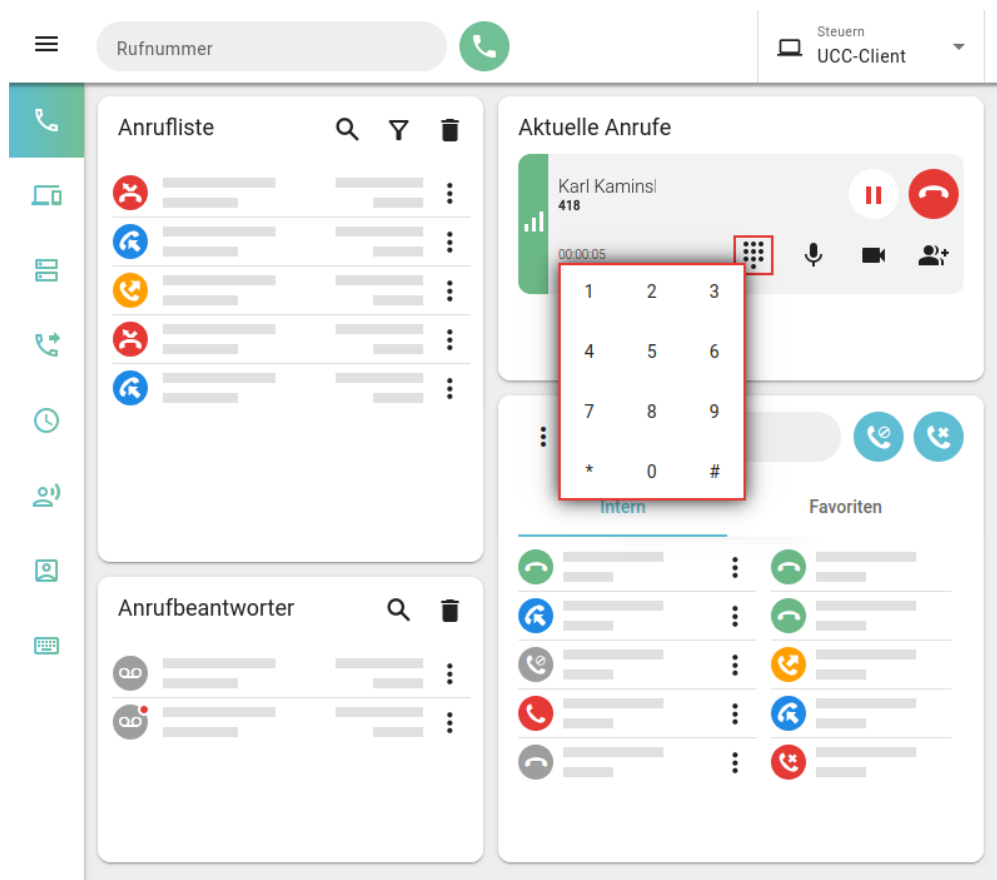 Rufnummer
Steuern
UCC-Client
Anrufliste
Aktuelle Anrufe
Karl
418
00:00:05
1 2 3
4 5 6
7 8 9
* 0 #
Intern
Favoriten
Anrufbeantworter